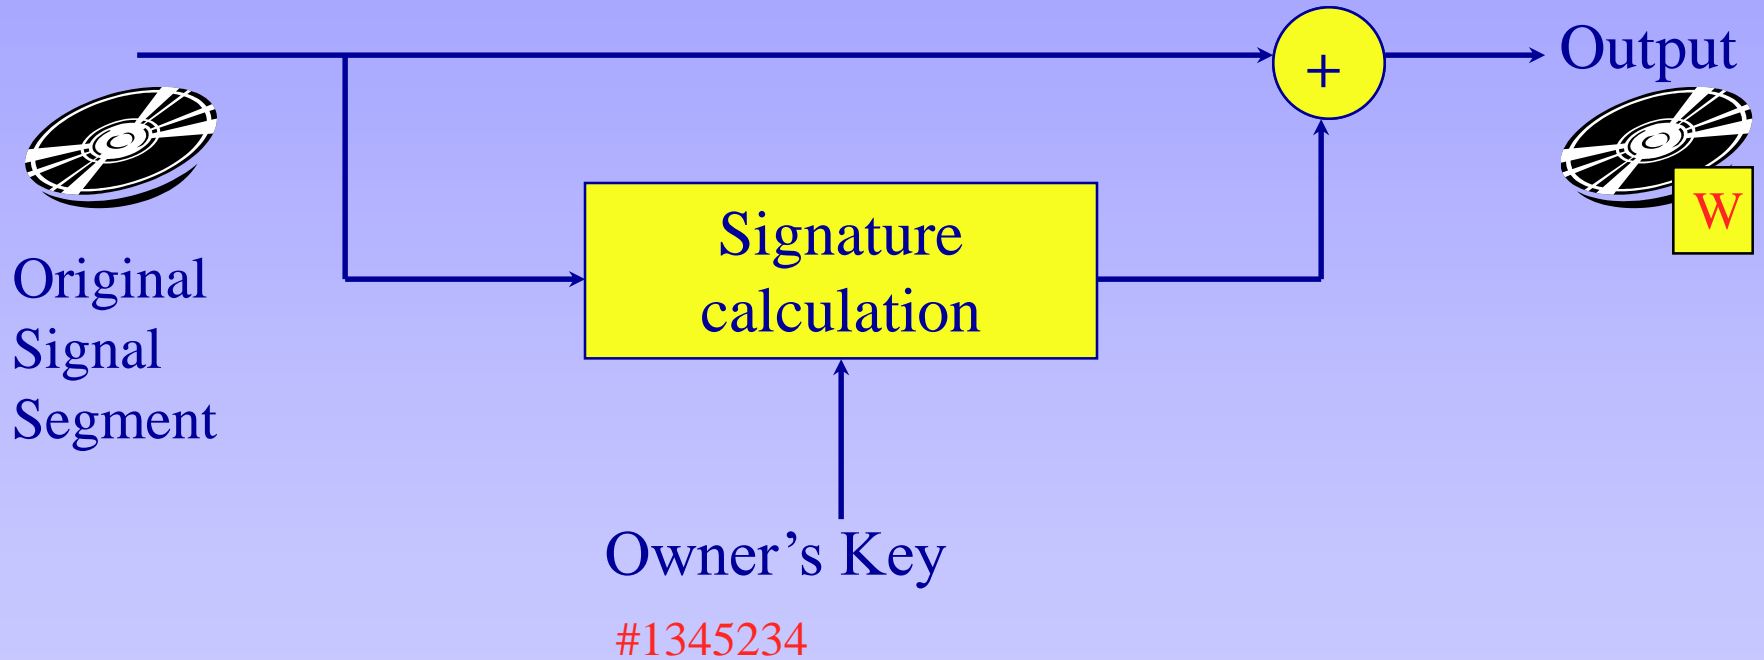 Original
Signal
Segment
Signature
calculation
Owner’s Key
#1345234
+
Output
W